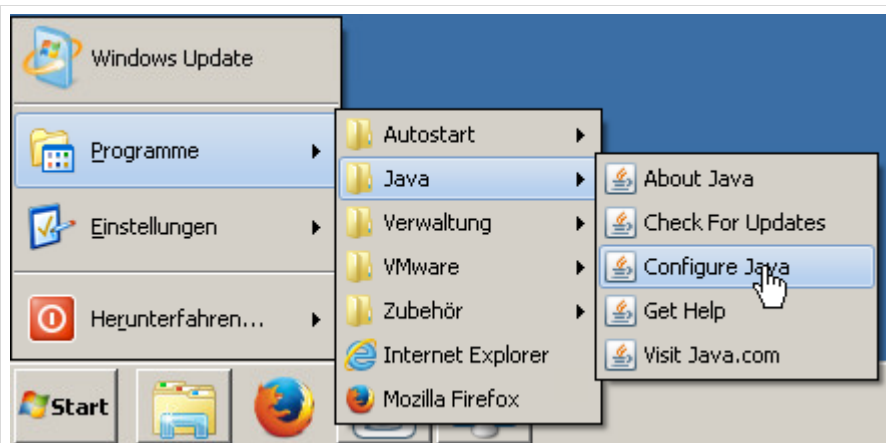 Windows Update
Programme
Einstellungen
Herunterfahren...
Autostart
Java
Verwaltung
VMware
Zubehör
Internet Explorer
Mozilla Firefox
About Java
Check For Updates
Configure Java
Get Help
Visit Java.com
Start